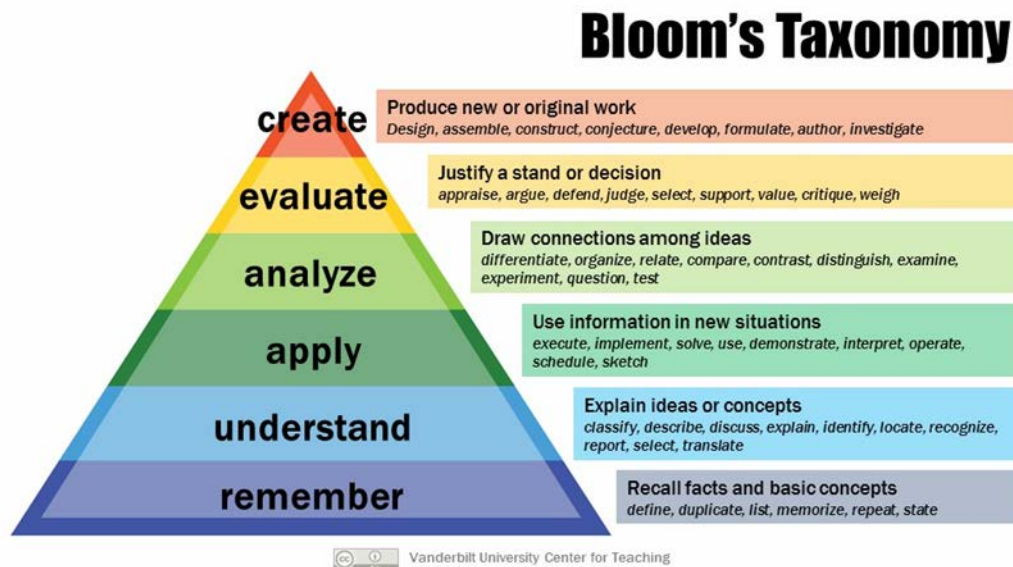 Bloom's Taxonomy
create
Produce new or original work
Design, assemble, construct, conjecture, develop, formulate, author, investigate
evaluate
Justify a stand or decision
appraise, argue, defend, judge, select, support, value, critique, weigh
analyze
Draw connections among ideas
differentiate, organize, relate, compare, contrast, distinguish, examine,
experiment, question, test
apply
Use information in new situations
execute, implement, solve, use, demonstrate, interpret, operate,
schedule, sketch
understand
Explain ideas or concepts
classify, describe, discuss, explain, identify, locate, recognize,
report, select, translate
remember
Recall facts and basic concepts
define, duplicate, list, memorize, repeat, state
cc
Vanderbilt University Center for Teaching